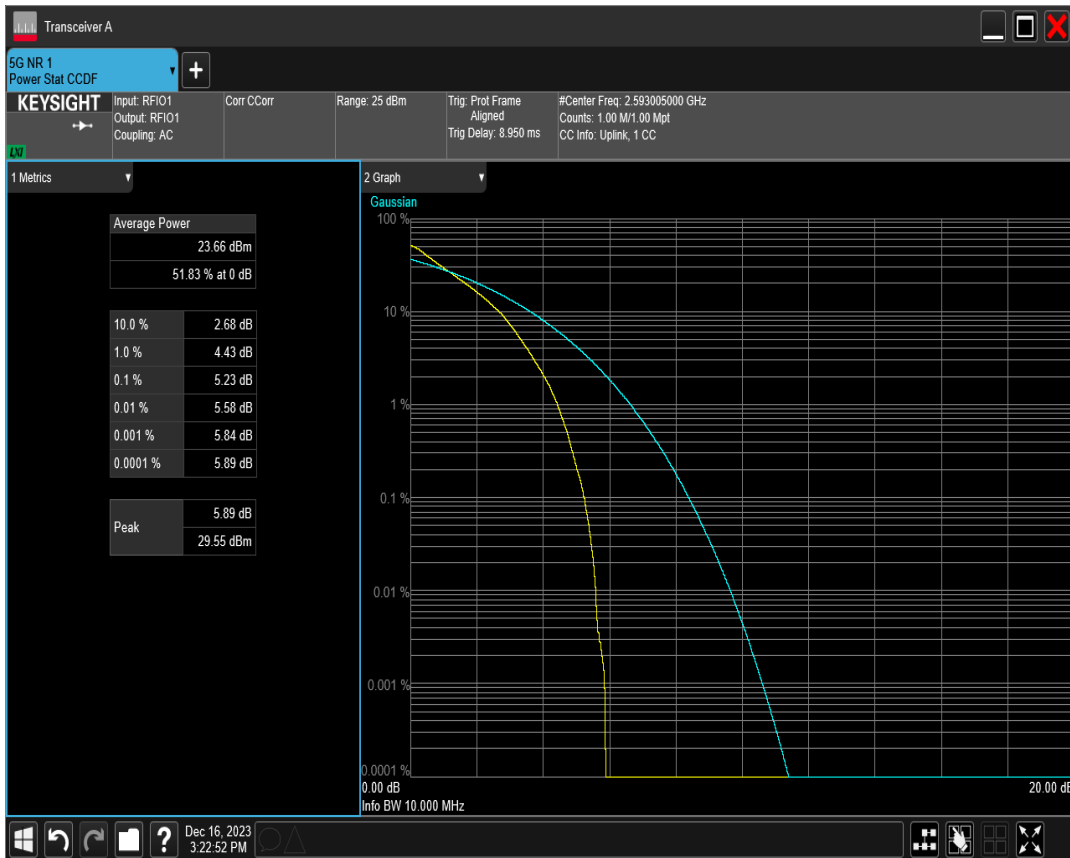 Transceiver A
5G NR 1
Power Stat CCDF
KEYSIGHT
LXI
Input: RFIO1
Output: RFIO1
Coupling: AC
Corr CCorr
Range: 25 dBm
Trig: Prot Frame
Aligned
Trig Delay: 8.950 ms
#Center Freq: 2.593005000 GHz
Counts: 1.00 M/1.00 Mpt
CC Info: Uplink, 1 CC
1 Metrics
Average Power
23.66 dBm
51.83 % at 0 dB
10.0 % 2.68 dB
1.0 % 4.43 dB
0.1 % 5.23 dB
0.01 % 5.58 dB
0.001 % 5.84 dB
0.0001 % 5.89 dB
Peak
5.89 dB
29.55 dBm
2 Graph
Gaussian
100 %
10 %
1 %
0.1 %
0.01 %
0.001 %
0.0001 %
0.00 dB 20.00 dB
Info BW 10.000 MHz
Dec 16, 2023
3:22:52 PM